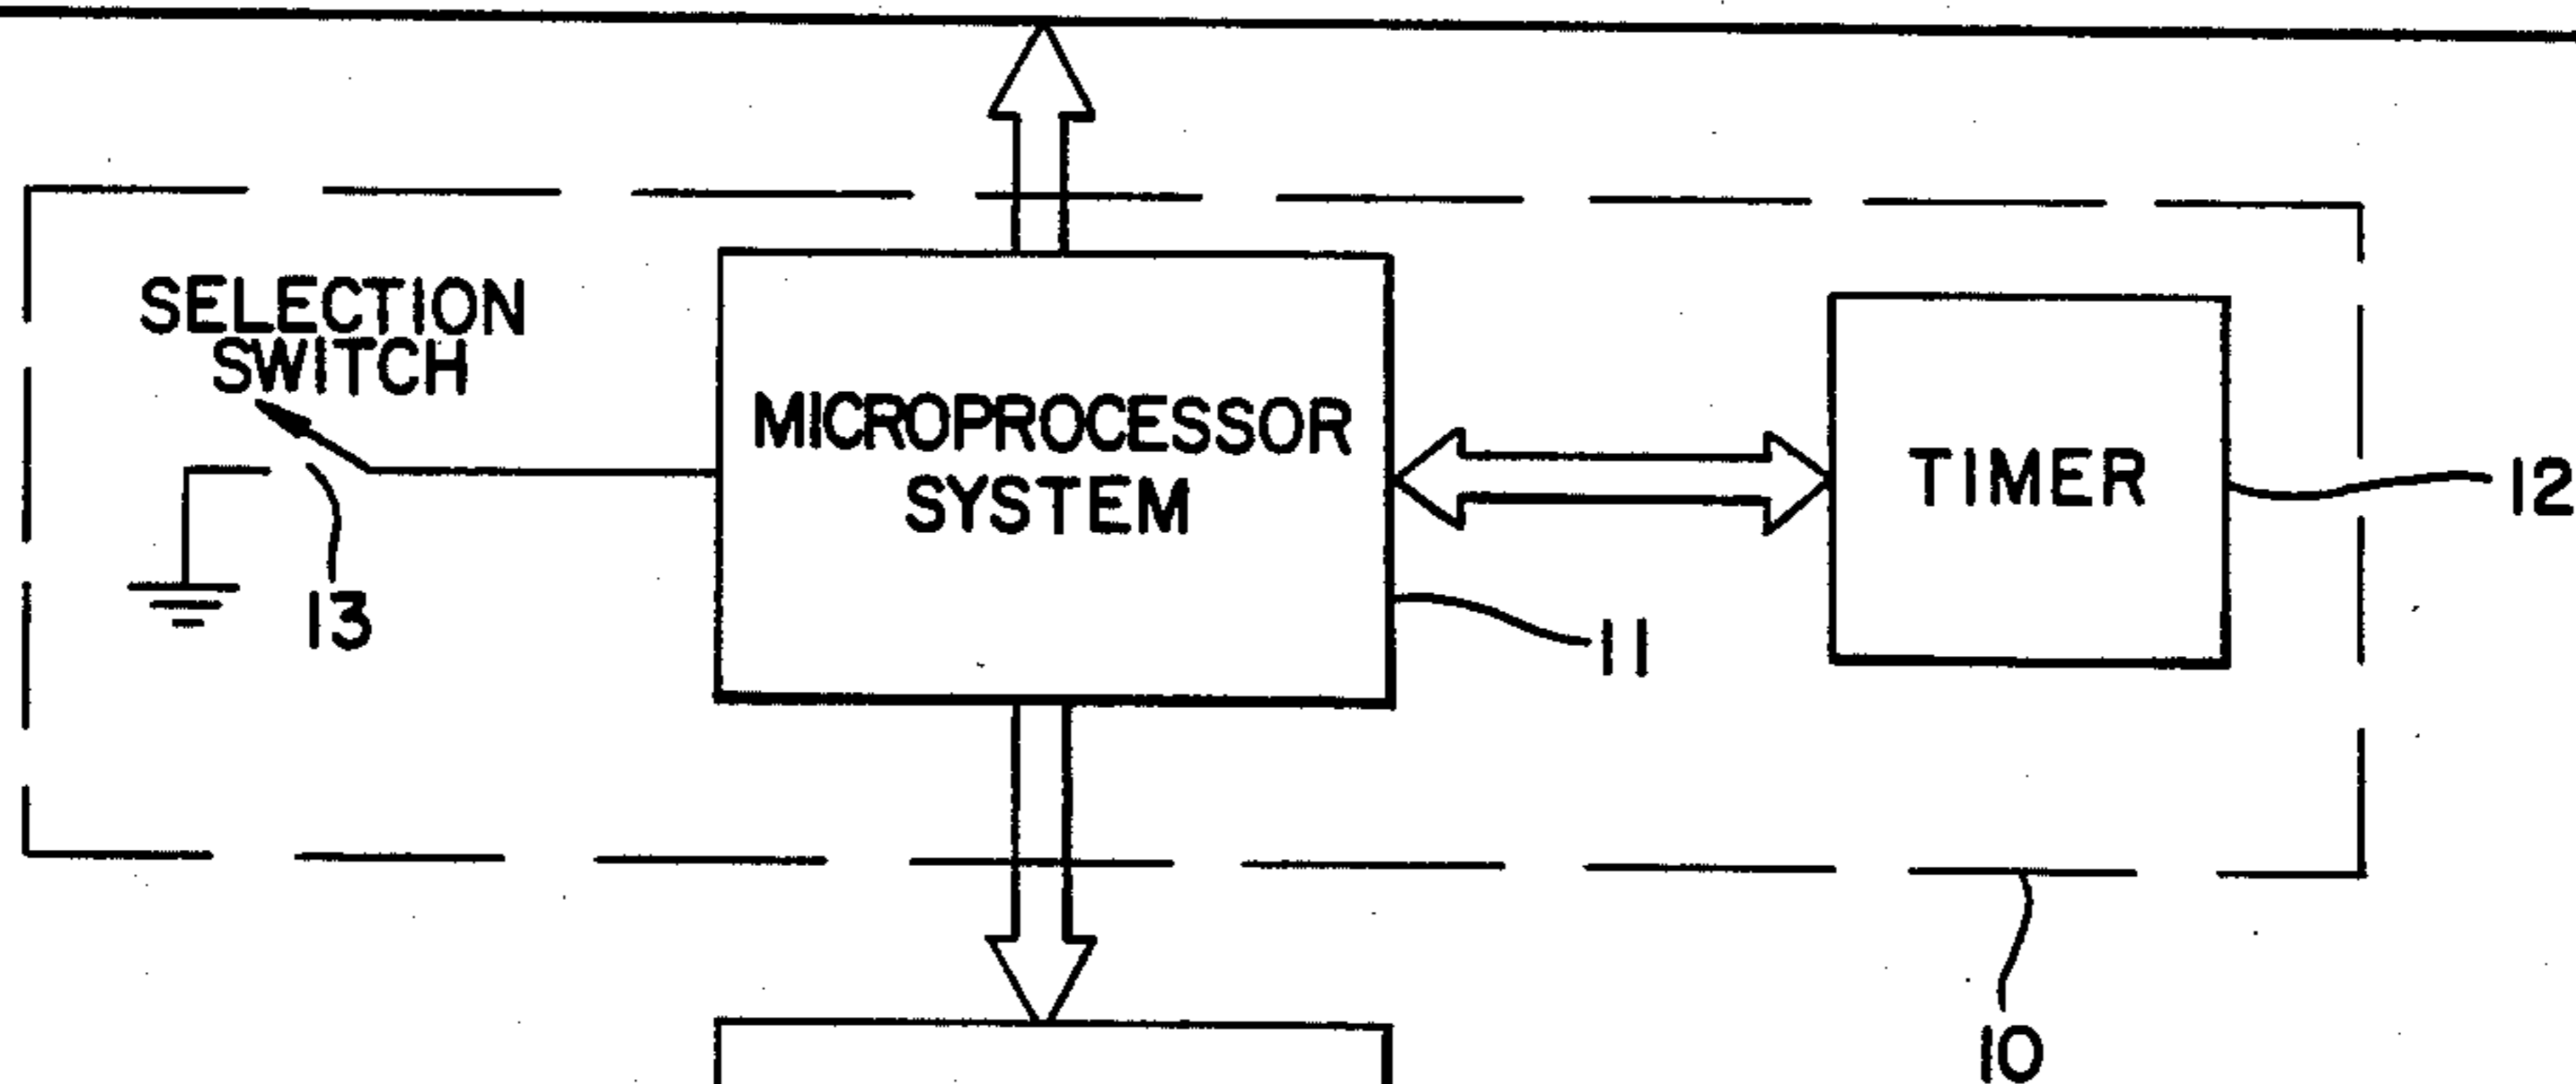 SELECTION
SWITCH
MICROPROCESSOR
SYSTEM
TIMER
12
13
11
10